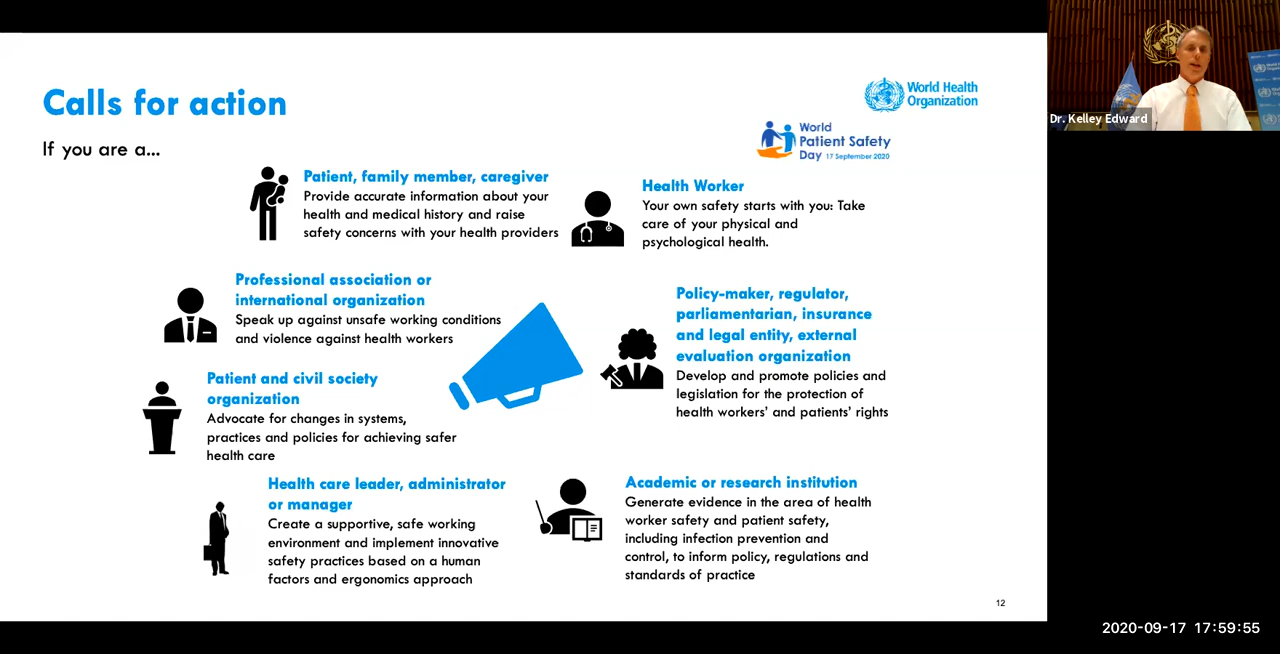 Calls for action
If you are a...
World Health
Organization
World
Patient Safety
Day 17 September 2020
Patient, family member, caregiver
Provide accurate information about your
health and medical history and raise
safety concerns with your health providers
Health Worker
Your own safety starts with you: Take
care of your physical and
psychological health.
Professional association or
international organization
Speak up against unsafe working conditions
and violence against health workers
Policy-maker, regulator,
parliamentarian, insurance
and legal entity, external
evaluation organization
Develop and promote policies and
legislation for the protection of
health workers' and patients' rights
Patient and civil society
organization
Advocate for changes in systems,
practices and policies for achieving safer
health care
Health care leader, administrator
or manager
Create a supportive, safe working
environment and implement innovative
safety practices based on a human
factors and ergonomics approach
Academic or research institution
Generate evidence in the area of health
worker safety and patient safety,
including infection prevention and
control, to inform policy, regulations and
standards of practice
12
Dr. Kelley Edward
2020-09-17 17:59:55